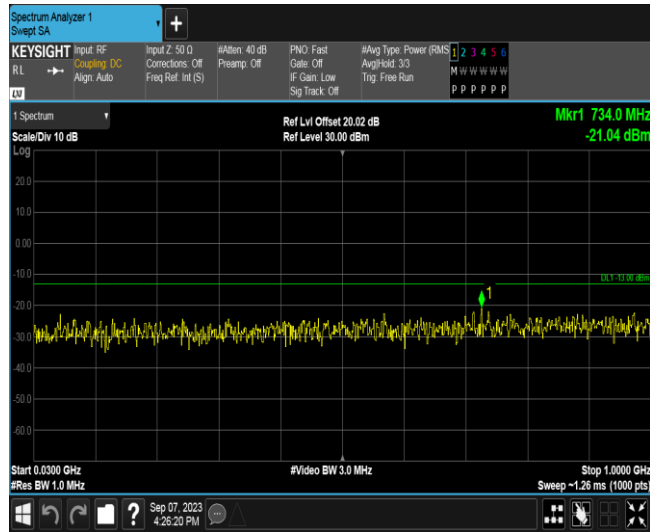 Spectrum Analyzer 1
Swept SA
+
KEYSIGHT Input: RF Input Z: 50 Ω #Atten: 40 dB PNO: Fast #Avg Type: Power (RMS 1 2 3 4 5 6
RL Coupling: DC Corrections: Off Preamp: Off Gate: Off Avg|Hold: 3/3 M W W W W W
Align: Auto Freq Ref: Int (S) IF Gain: Low Trig: Free Run
LXI Sig Track: Off P P P P P P
1 Spectrum Ref Lvl Offset 20.02 dB Mkr1 734.0 MHz
Scale/Div 10 dB Ref Level 30.00 dBm -21.04 dBm
Log
20.0
10.0
0.00
-10.0
DL1 -13.00 dBm
1
-20.0
-30.0
-40.0
-50.0
-60.0
Start 0.0300 GHz #Video BW 3.0 MHz Stop 1.0000 GHz
#Res BW 1.0 MHz Sweep ~1.26 ms (1000 pts)
? Sep 07, 2023
4:26:20 PM